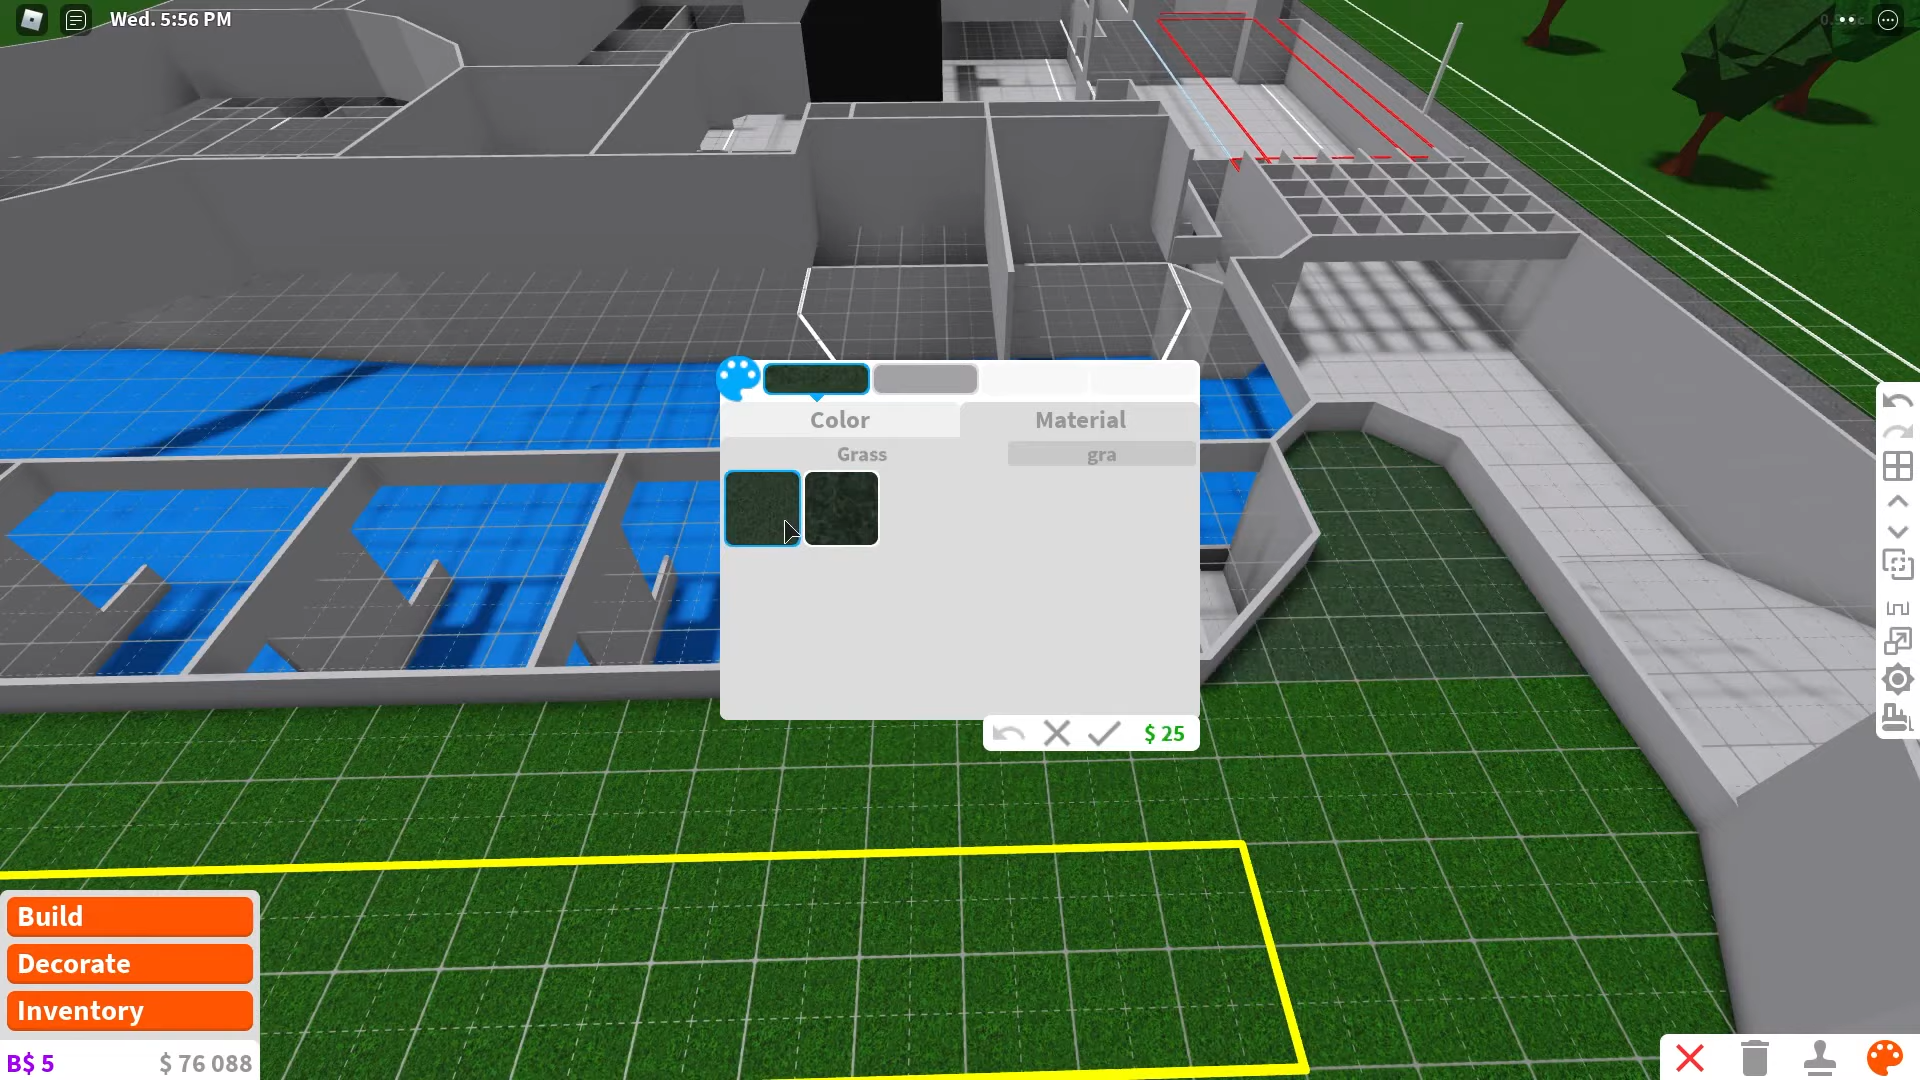 Wed. 5:56 PM
Color
Material
Grass
gra
$ 25
Build
Decorate
Inventory
B$ 5
$ 76 088